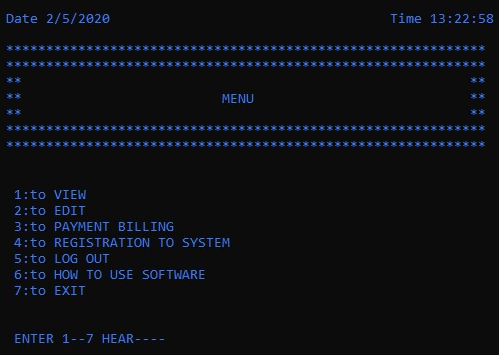 Date 2/5/2020 Time 13:22:58
************************************************************
************************************************************
** **
** MENU **
** **
************************************************************
************************************************************
1:to VIEW
2:to EDIT
3:to PAYMENT BILLING
4:to REGISTRATION TO SYSTEM
5:to LOG OUT
6:to HOW TO USE SOFTWARE
7:to EXIT
ENTER 1--7 HEAR----